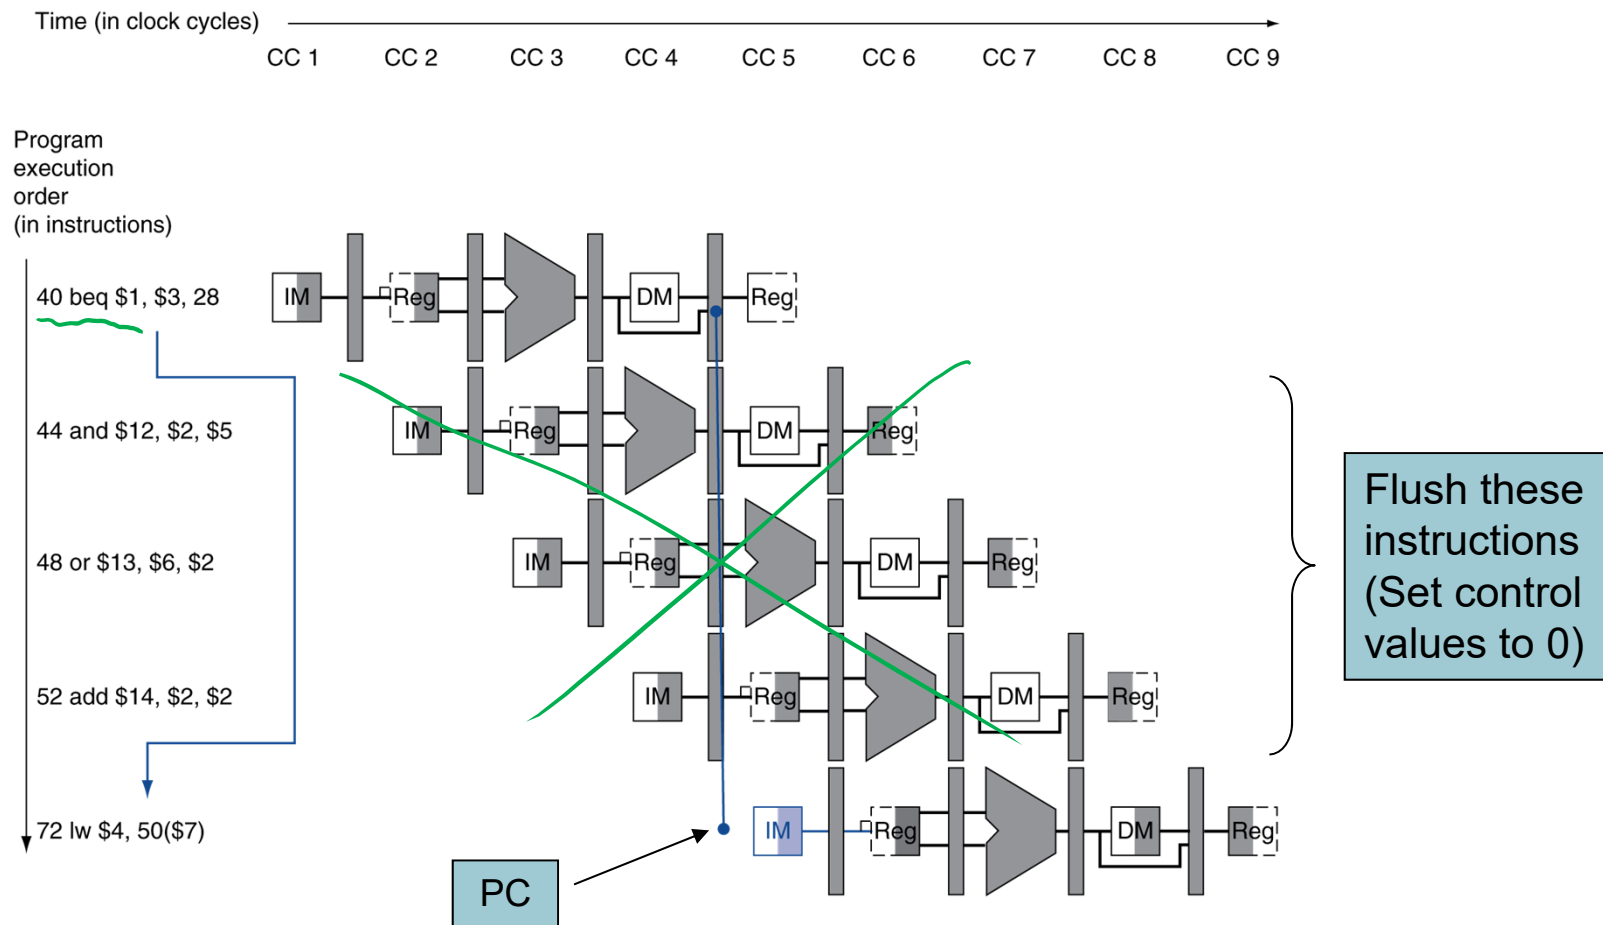 Time (in clock cycles)
CC 1 CC 2 CC 3 CC 4 CC 5 CC 6 CC 7 CC 8 CC 9
Program
execution
order
(in instructions)
40 beq $1, $3, 28
IM Reg DM Reg
44 and $12, $2, $5
IM Reg DM Reg
48 or $13, $6, $2
IM Reg DM Reg
52 add $14, $2, $2
IM Reg DM Reg
72 lw $4, 50($7)
IM Reg DM Reg
PC
Flush these
instructions
(Set control
values to 0)